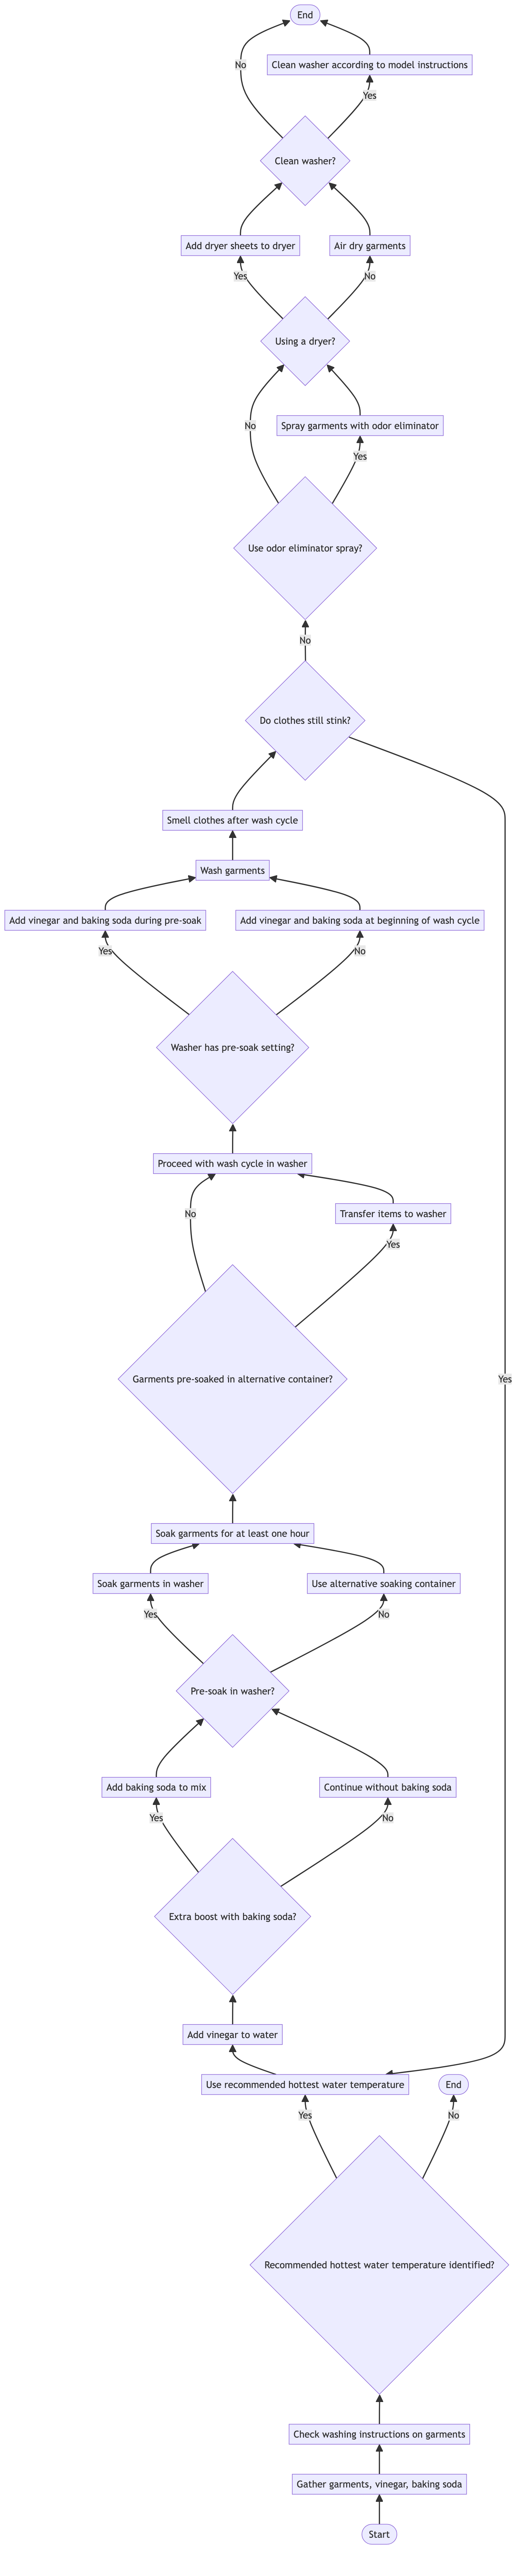 End
No
Clean washer according to model instructions
Yes
Clean washer?
Add dryer sheets to dryer
Air dry garments
Yes
No
Using a dryer?
No
Spray garments with odor eliminator
Yes
Use odor eliminator spray?
No
Do clothes still stink?
Smell clothes after wash cycle
Wash garments
Add vinegar and baking soda during pre-soak
Add vinegar and baking soda at beginning of wash cycle
Yes
No
Washer has pre-soak setting?
Proceed with wash cycle in washer
No
Transfer items to washer
Yes
Garments pre-soaked in alternative container?
Yes
Soak garments for at least one hour
Soak garments in washer
Use alternative soaking container
Yes
No
Pre-soak in washer?
Add baking soda to mix
Continue without baking soda
Yes
No
Extra boost with baking soda?
Add vinegar to water
Use recommended hottest water temperature
End
Yes
No
Recommended hottest water temperature identified?
Check washing instructions on garments
Gather garments, vinegar, baking soda
Start